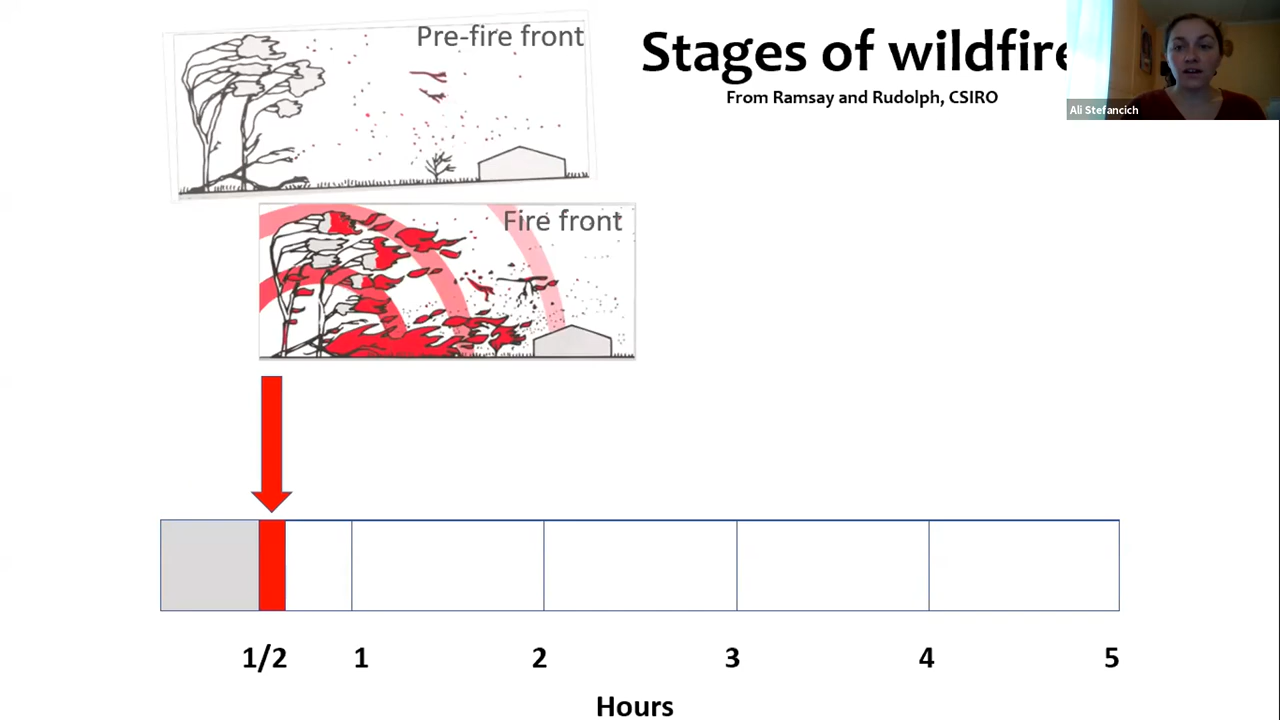 Pre-fire front
Stages of wildfire
From Ramsay and Rudolph, CSIRO
Ali Stefancich
Fire front
1/2 1 2 3 4 5
Hours